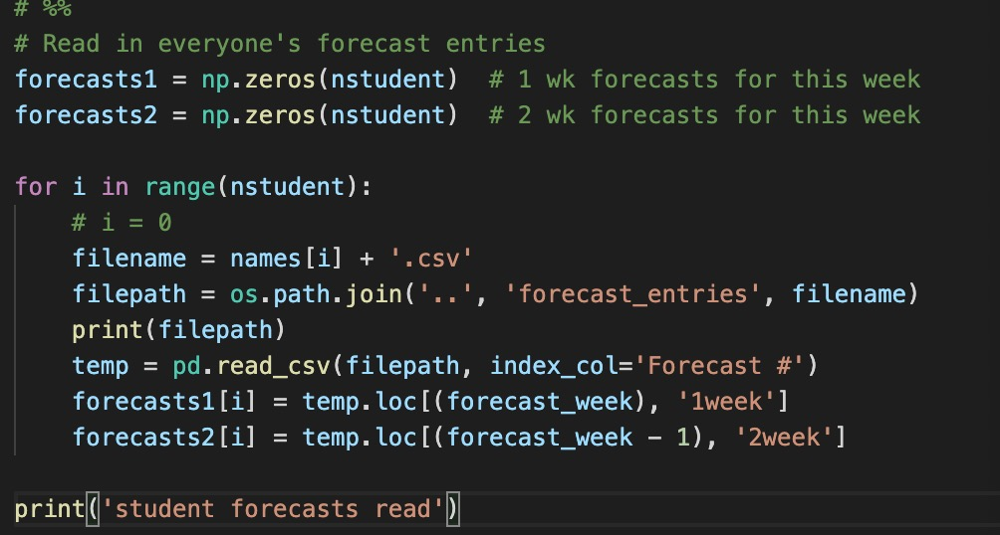 # %%
# Read in everyone's forecast entries
forecasts1 = np.zeros(nstudent)  # 1 wk forecasts for this week
forecasts2 = np.zeros(nstudent)  # 2 wk forecasts for this week
for i in range(nstudent):
    # i = 0
    filename = names[i] + '.csv'
    filepath = os.path.join('..', 'forecast_entries', filename)
    print(filepath)
    temp = pd.read_csv(filepath, index_col='Forecast #')
    forecasts1[i] = temp.loc[(forecast_week), '1week']
    forecasts2[i] = temp.loc[(forecast_week - 1), '2week']
print('student forecasts read')